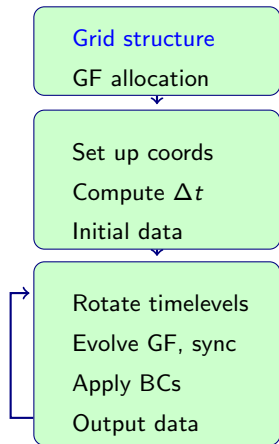 Grid structure
GF allocation
Set up coords
Compute Δt
Initial data
Rotate timelevels
Evolve GF, sync
Apply BCs
Output data